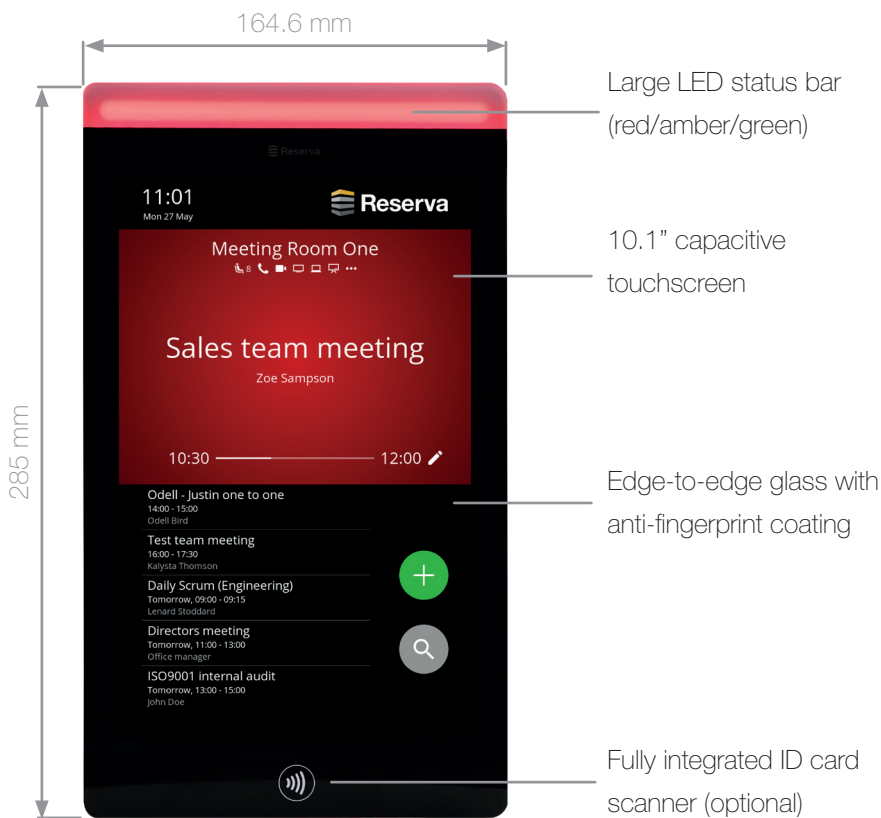 164.6 mm
Large LED status bar
(red/amber/green)
Reserva
11:01
Mon 27 May
Reserva
10.1” capacitive
touchscreen
Meeting Room One
8
Sales team meeting
Zoe Sampson
10:30
12:00
285 mm
Edge-to-edge glass with
anti-fingerprint coating
Odell - Justin one to one
14:00 - 15:00
Odell Bird
Test team meeting
16:00 - 17:30
Kalysta Thomson
Daily Scrum (Engineering)
Tomorrow, 09:00 - 09:15
Lenard Stoddard
Directors meeting
Tomorrow, 11:00 - 13:00
Office manager
ISO9001 internal audit
Tomorrow, 13:00 - 15:00
John Doe
Fully integrated ID card
scanner (optional)